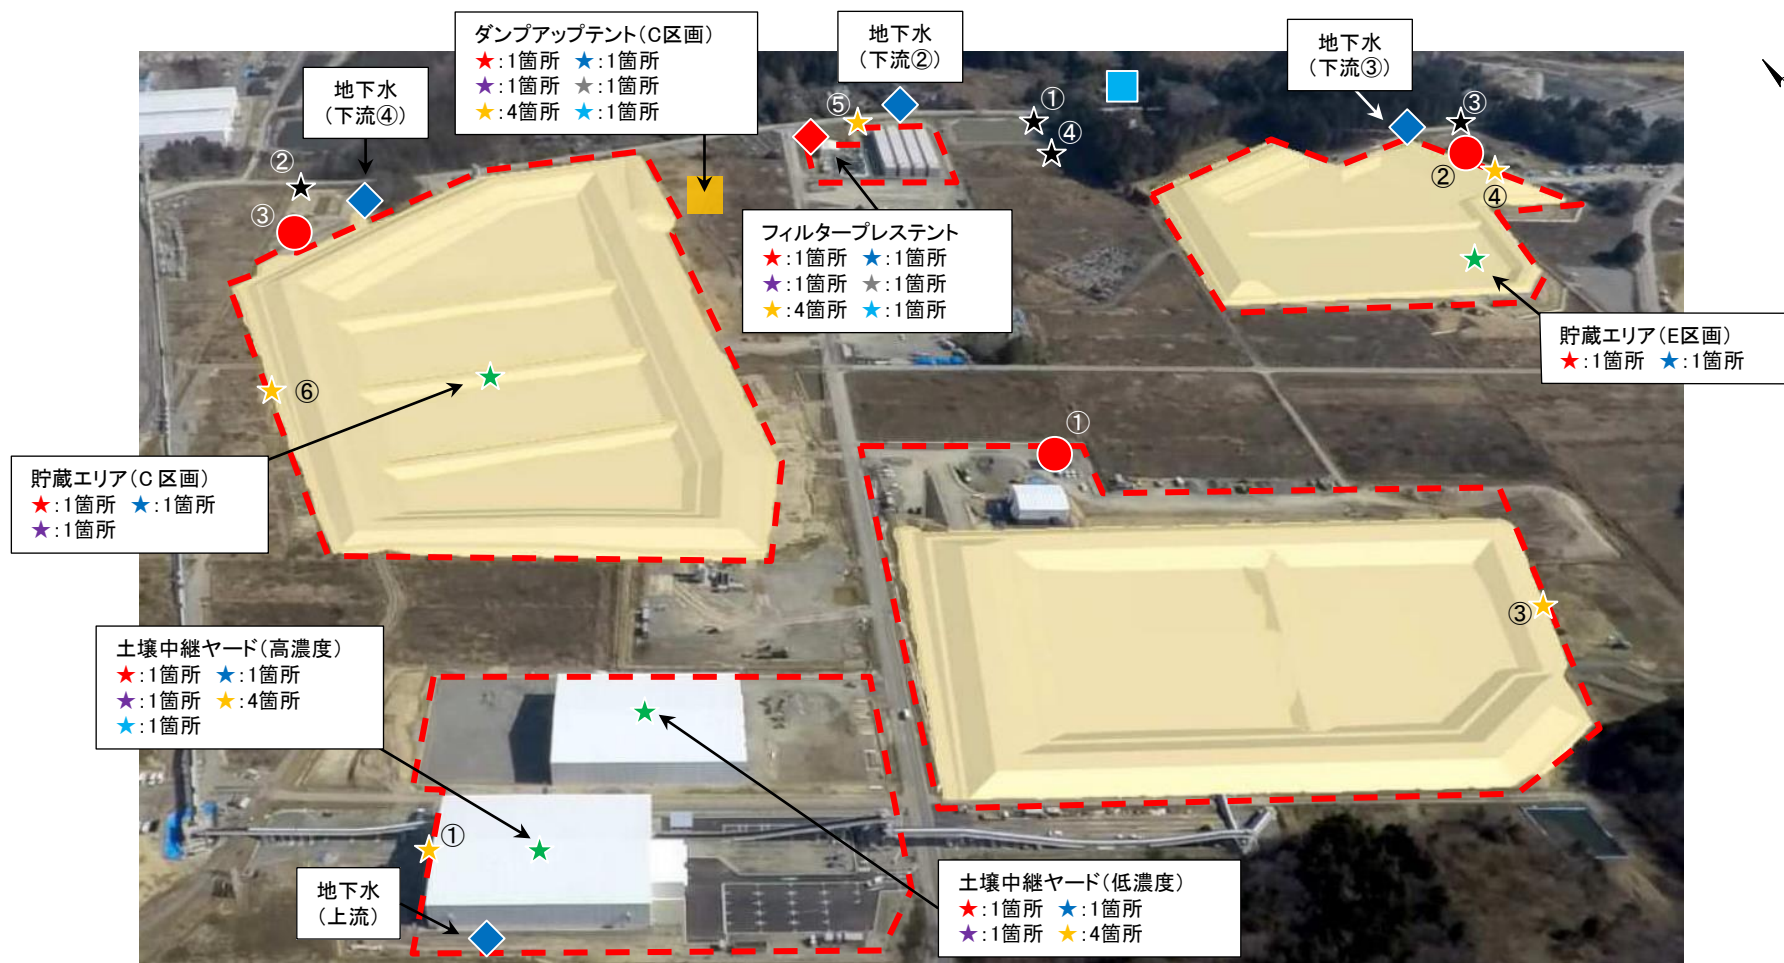 ダンプアップテント(C区画)
★:1箇所 ★:1箇所
★:1箇所 ★:1箇所
★:4箇所 ★:1箇所
地下水
(下流②)
地下水
(下流③)
地下水
(下流④)
⑤
①
④
③
②
④
②
③
フィルタープレステント
★:1箇所 ★:1箇所
★:1箇所 ★:1箇所
★:4箇所 ★:1箇所
貯蔵エリア(E区画)
★:1箇所 ★:1箇所
⑥
①
貯蔵エリア(C区画)
★:1箇所 ★:1箇所
★:1箇所
③
土壌中継ヤード(高濃度)
★:1箇所 ★:1箇所
★:1箇所 ★:4箇所
★:1箇所
①
地下水
(上流)
土壌中継ヤード(低濃度)
★:1箇所 ★:1箇所
★:1箇所 ★:4箇所